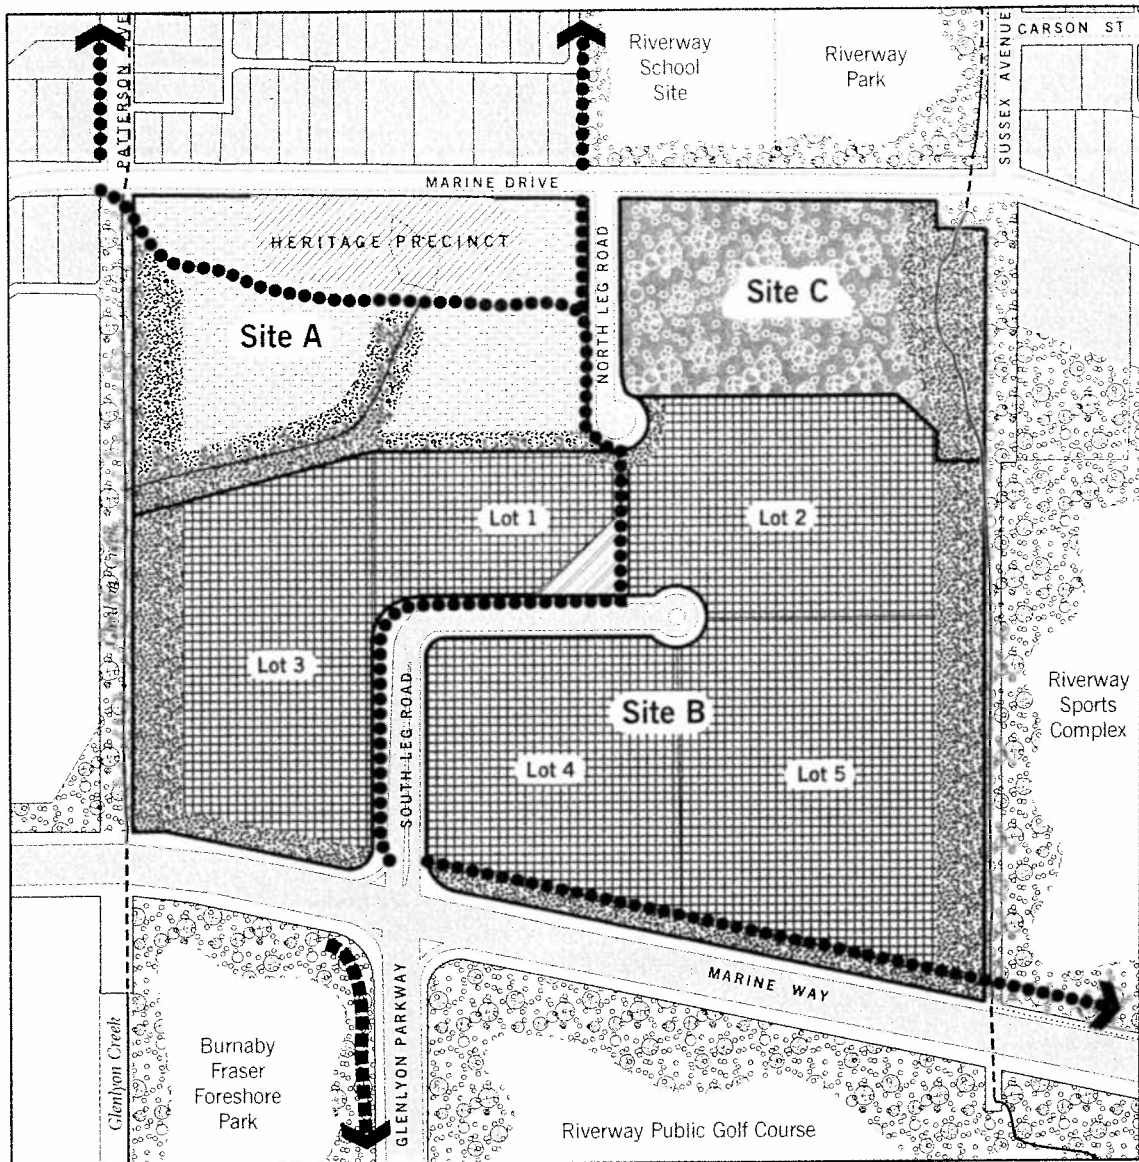 PATTERSON AVE
Riverway
School
Site
Riverway
Park
SUSSEX AVENUE
CARSON ST
MARINE DRIVE
HERITAGE PRECINCT
NORTH LEG ROAD
Site A
Site C
Lot 1
Lot 2
Lot 3
SOUTH LEG ROAD
Site B
Lot 4
Lot 5
Riverway
Sports
Complex
MARINE WAY
GLENLYON PARKWAY
Glenlyon Creek
Burnaby
Fraser
Foreshore
Park
Riverway Public Golf Course